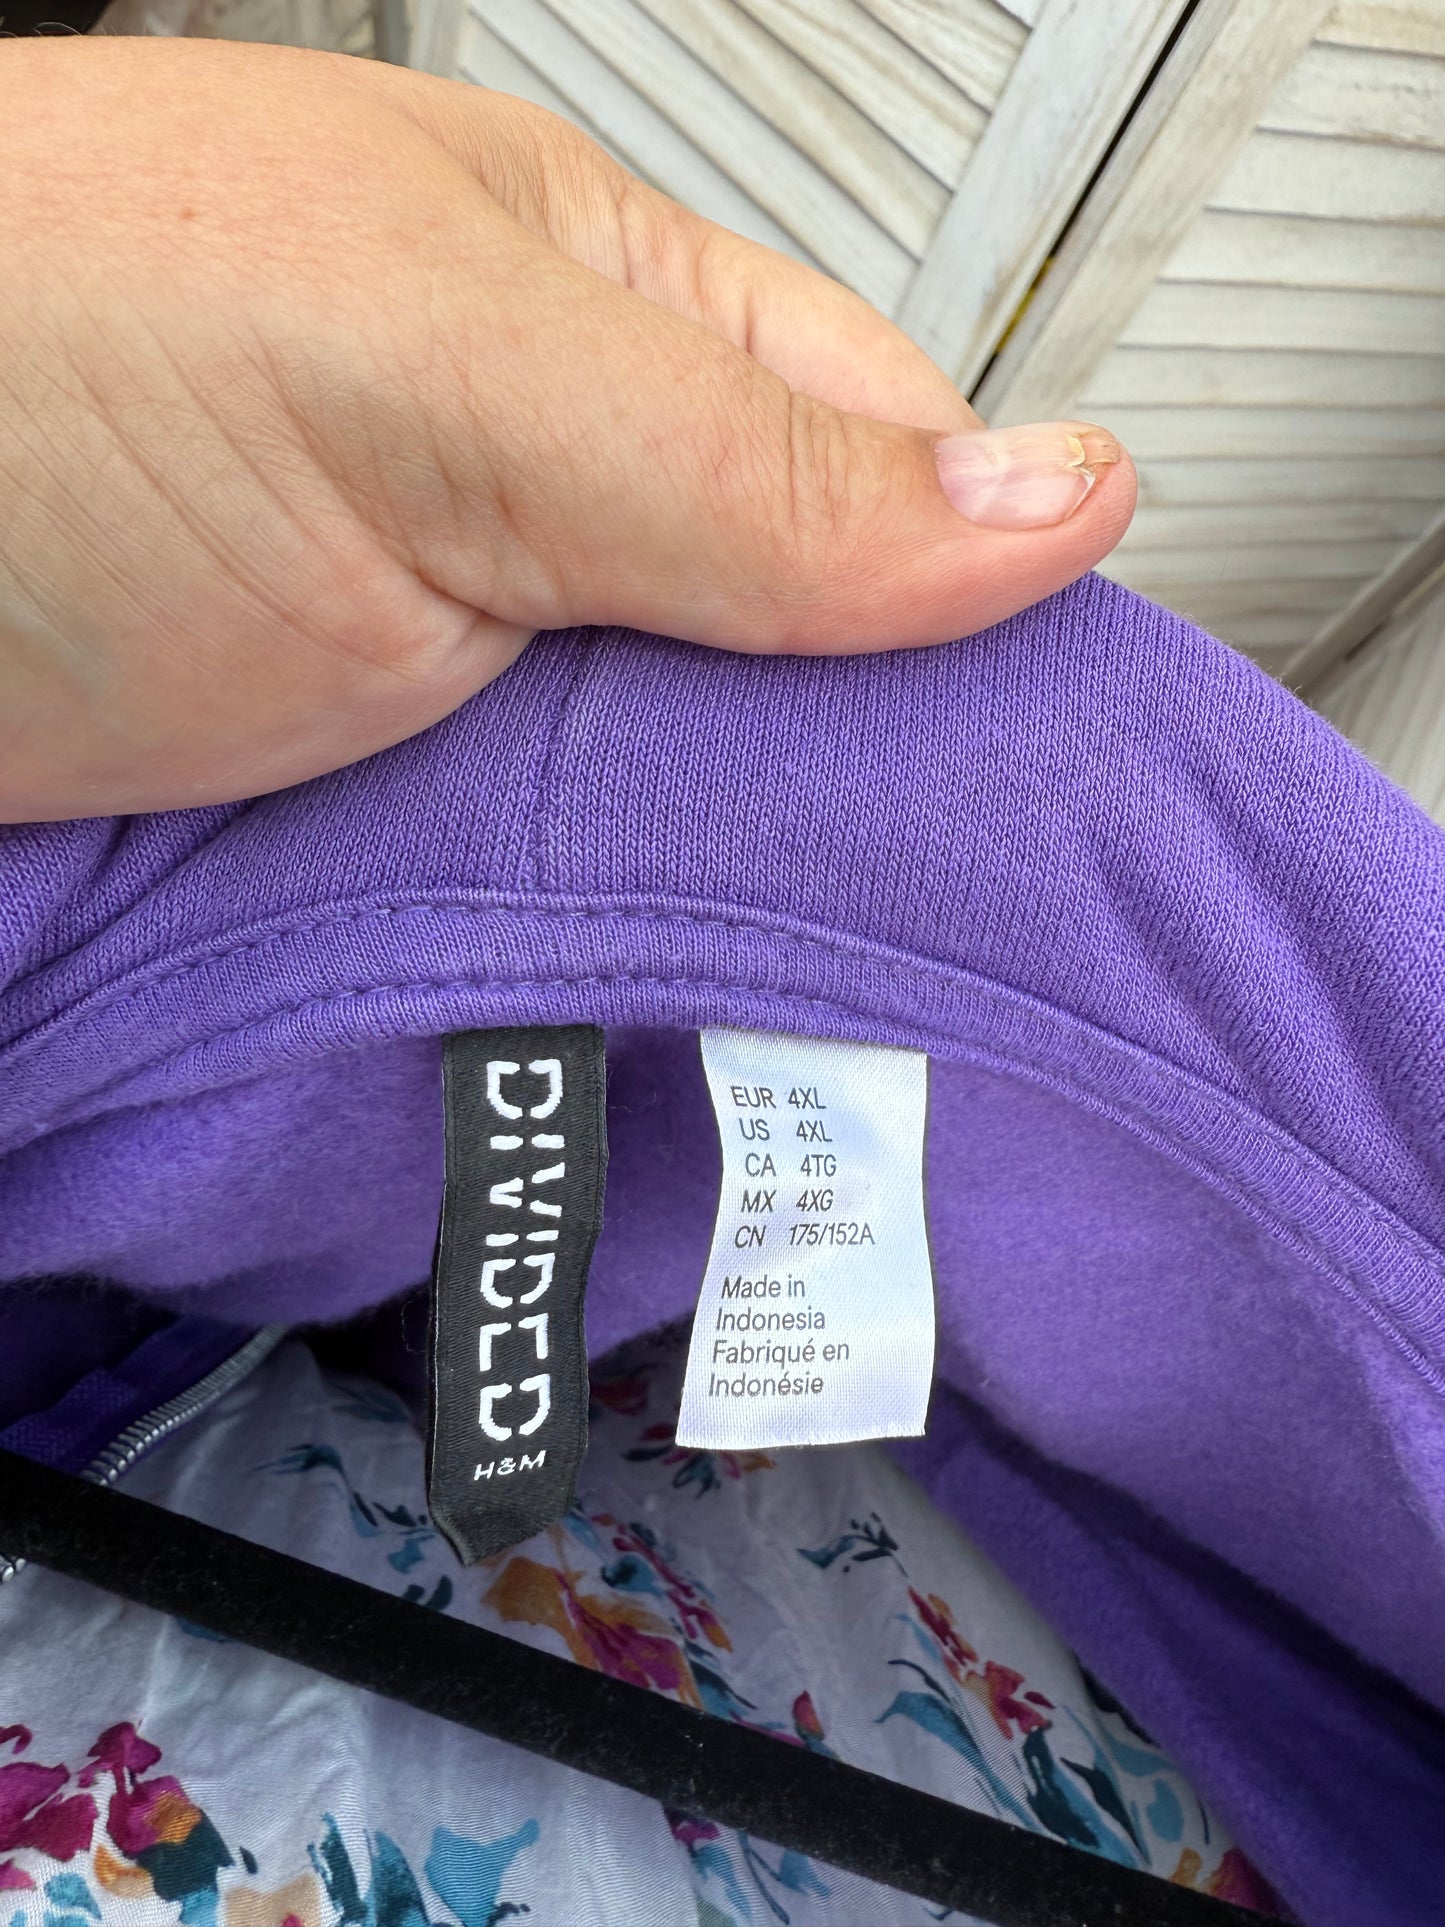 DIVIDED
H&M
EUR 4XL
US 4XL
CA 4TG
MX 4XG
CN 175/152A
Made in
Indonesia
Fabriqué en
Indonésie